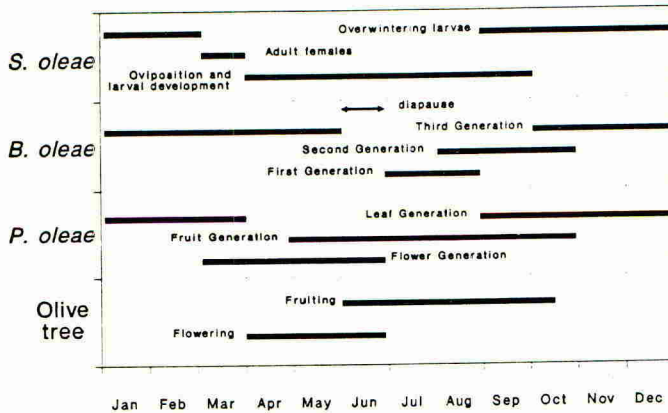 Overwintering larvae
S. oleae
Adult females
Oviposition and
larval development
diapauae
Third Generation
B. oleae
Second Generation
First Generation
Leaf Generation
P. oleae
Fruit Generation
Flower Generation
Fruiting
Olive
tree
Flowering
Jan Feb Mar Apr May Jun Jul Aug Sep Oct Nov Dec